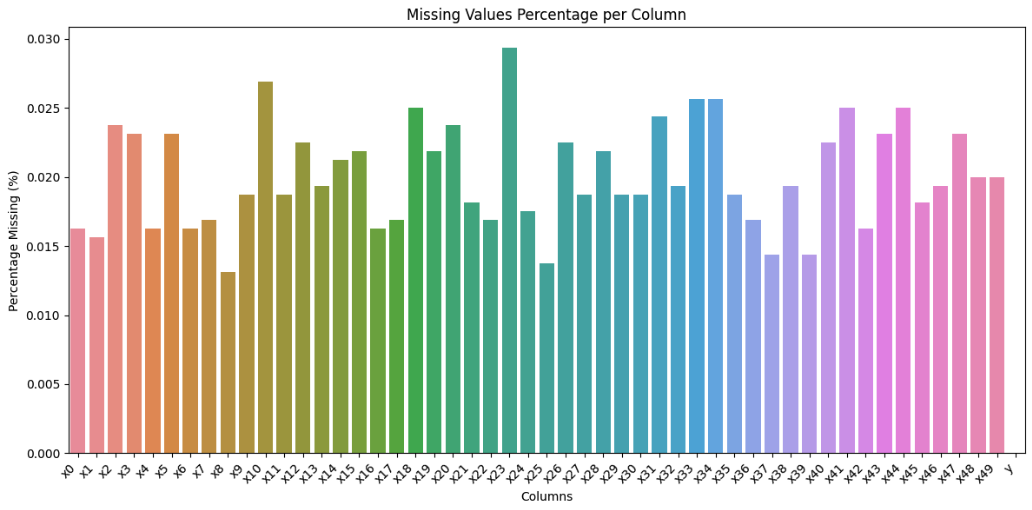 Missing Values Percentage per Column
Percentage Missing (%)
0.030
0.025
0.020
0.015
0.010
0.005
0.000
x0 x1 x2 x3 x4 x5 x6 x7 x8 x9 x10 x11 x12 x13 x14 x15 x16 x17 x18 x19 x20 x21 x22 x23 x24 x25 x26 x27 x28 x29 x30 x31 x32 x33 x34 x35 x36 x37 x38 x39 x40 x41 x42 x43 x44 x45 x46 x47 x48 x49 y
Columns